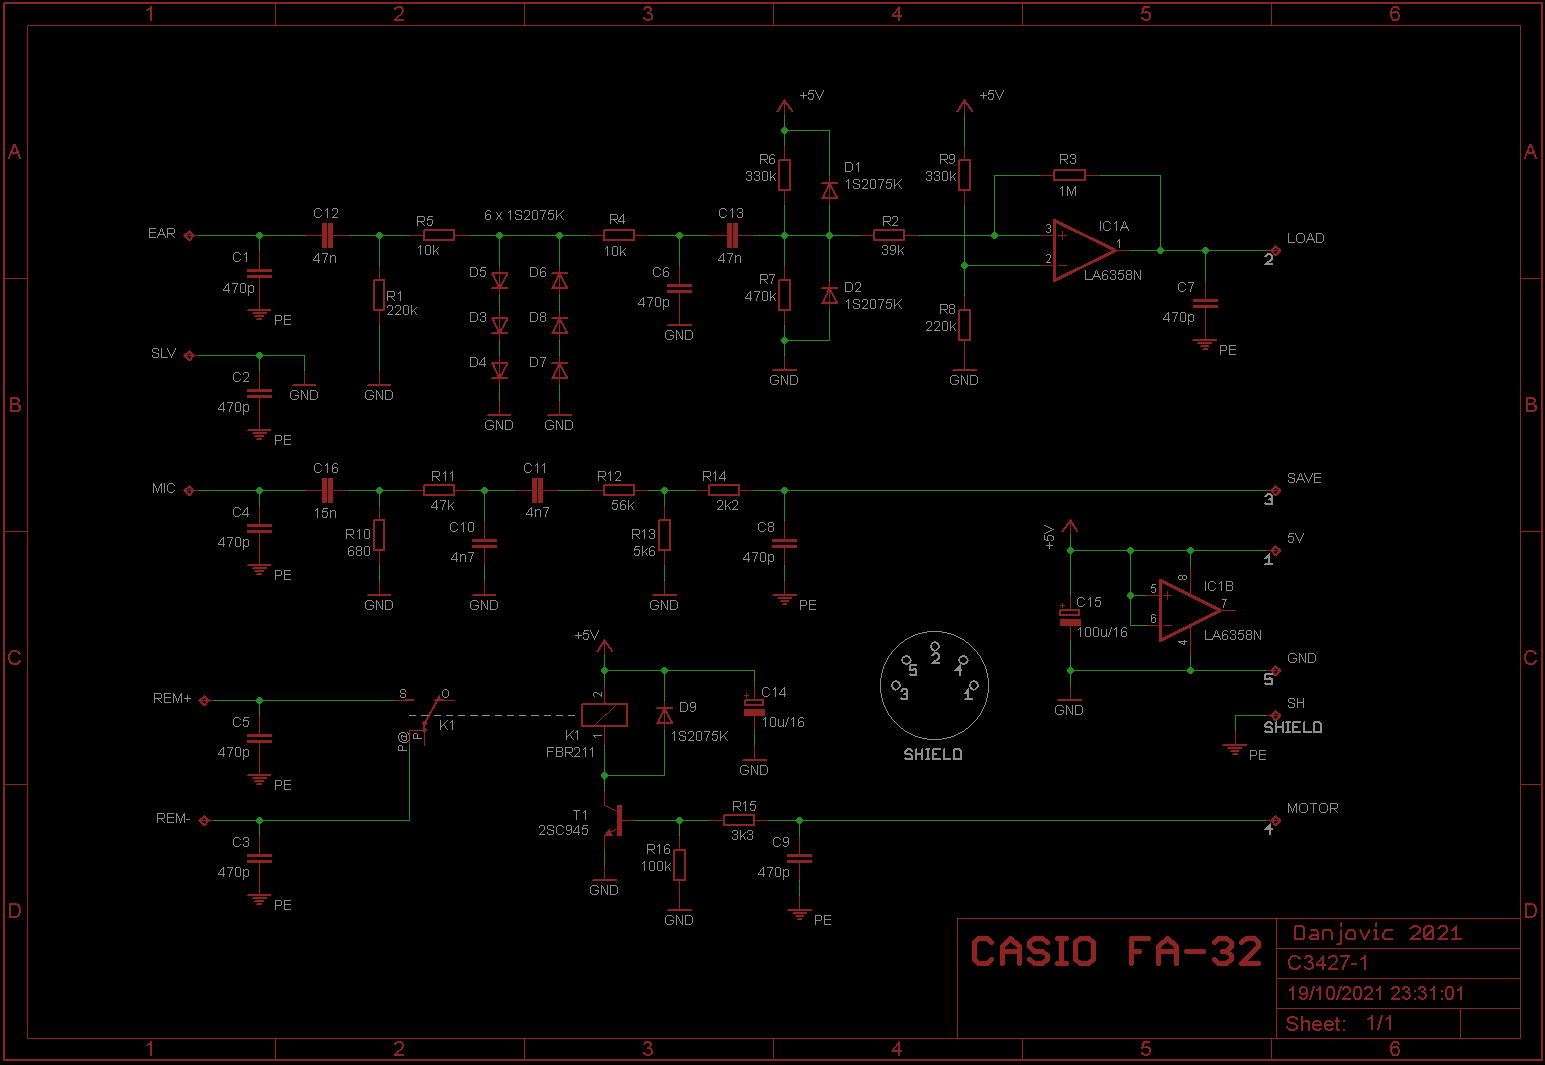 1 2 3 4 5 6
A
B
C
D
A
B
C
D
+5V
+5V
R6
330k
D1
1S2075K
R9
330k
R3
1M
EAR
C12
47n
R5
10k
6 x 1S2075K
R4
10k
C13
47n
R2
39k
3
2
1
IC1A
LA6358N
LOAD
2
C1
470p
PE
R1
220k
GND
D5
D3
D4
GND
D6
D8
D7
GND
C6
470p
GND
R7
470k
D2
1S2075K
GND
R8
220k
GND
C7
470p
PE
SLV
C2
470p
PE
GND
MIC
C16
15n
R11
47k
C11
4n7
R12
56k
R14
2k2
SAVE
3
C4
470p
PE
R10
680
GND
C10
4n7
GND
R13
5k6
GND
C8
470p
PE
+5V
5V
1
C15
100u/16
5
6
8
4
7
IC1B
LA6358N
GND
5
GND
SH
SHIELD
PE
REM+
C5
470p
PE
S
O
P@
P
K1
+5V
2
1
K1
FBR211
D9
1S2075K
C14
10u/16
GND
3
5
2
4
1
SHIELD
REM-
C3
470p
PE
T1
2SC945
GND
R16
100k
GND
R15
3k3
C9
470p
PE
MOTOR
4
CASIO FA-32
Danjovic 2021
C3427-1
19/10/2021 23:31:01
Sheet: 1/1
1 2 3 4 5 6